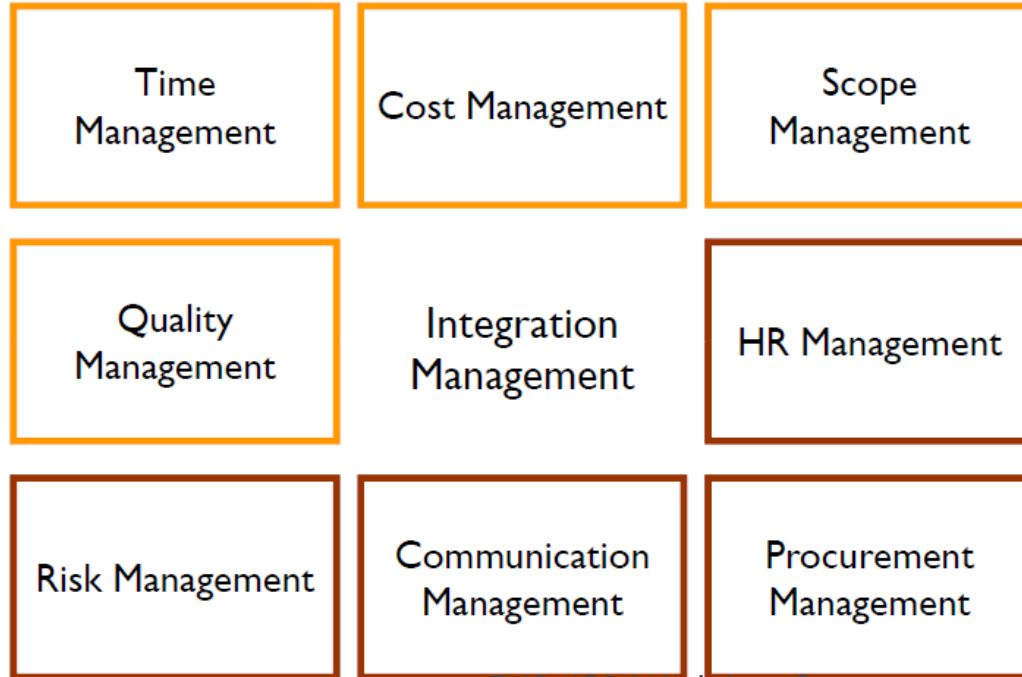 Time
Management
Cost Management
Scope
Management
Quality
Management
Integration
Management
HR Management
Risk Management
Communication
Management
Procurement
Management